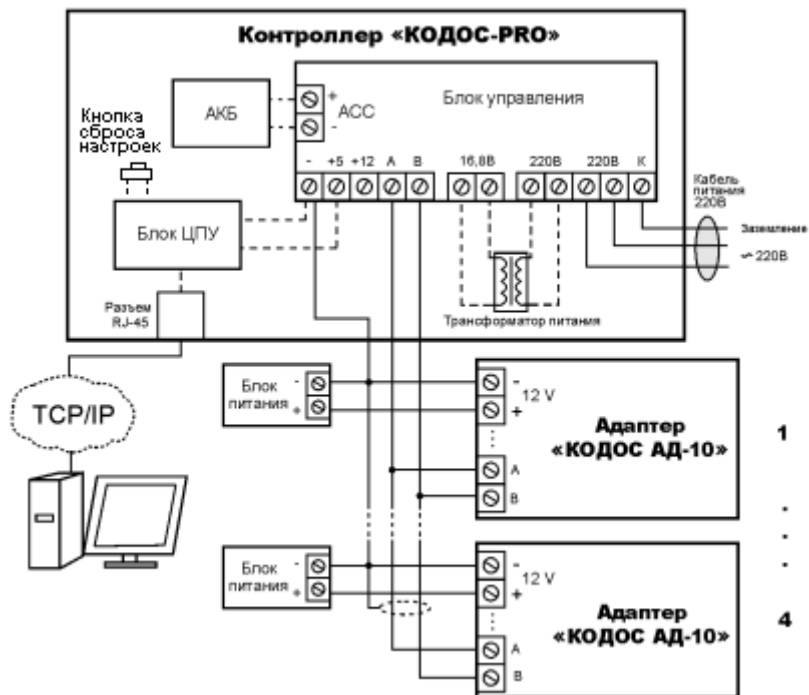 Контроллер «КОДОС-PRO»
АКБ
+
-
АСС
Блок управления
Кнопка
сброса
настроек
- +5 +12 А В 16,8В 220В 220В К
Кабель
питания
220В
Заземление
~ 220В
Блок ЦПУ
Разъем
RJ-45
Трансформатор питания
TCP/IP
Блок
питания
-
+
-
+
12 V
Адаптер
«КОДОС АД-10»
А
В
1
Блок
питания
-
+
-
+
12 V
Адаптер
«КОДОС АД-10»
А
В
4